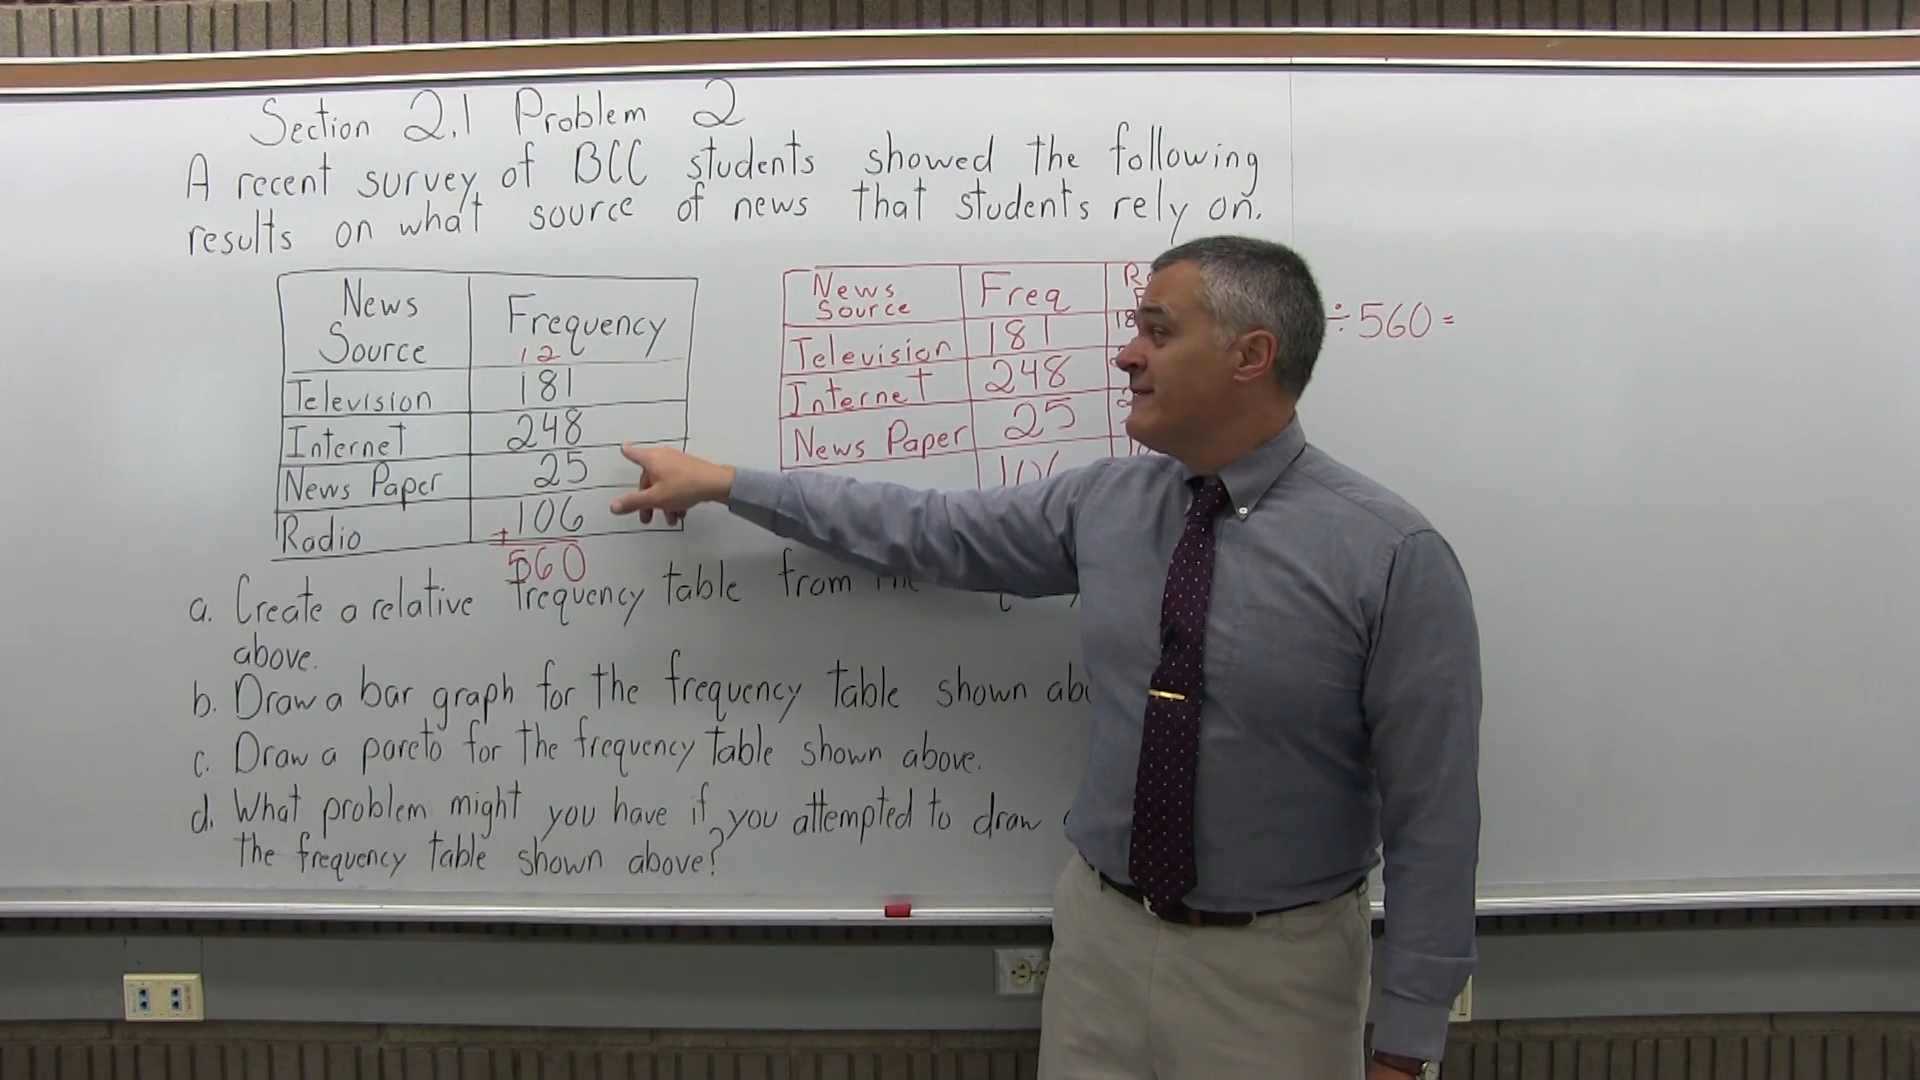 Section 2.1 Problem 2
A recent survey of BCC students showed the following
results on what source of news that students rely on.
News Source Frequency
1 2
Television 181
Internet 248
News Paper 25
Radio 106
+
560
News Source Freq
Television 181
Internet 248
News Paper 25
÷560=
a. Create a relative frequency table from
above.
b. Draw a bar graph for the frequency table shown
c. Draw a pareto for the frequency table shown above.
d. What problem might you have if you attempted to draw
the frequency table shown above?